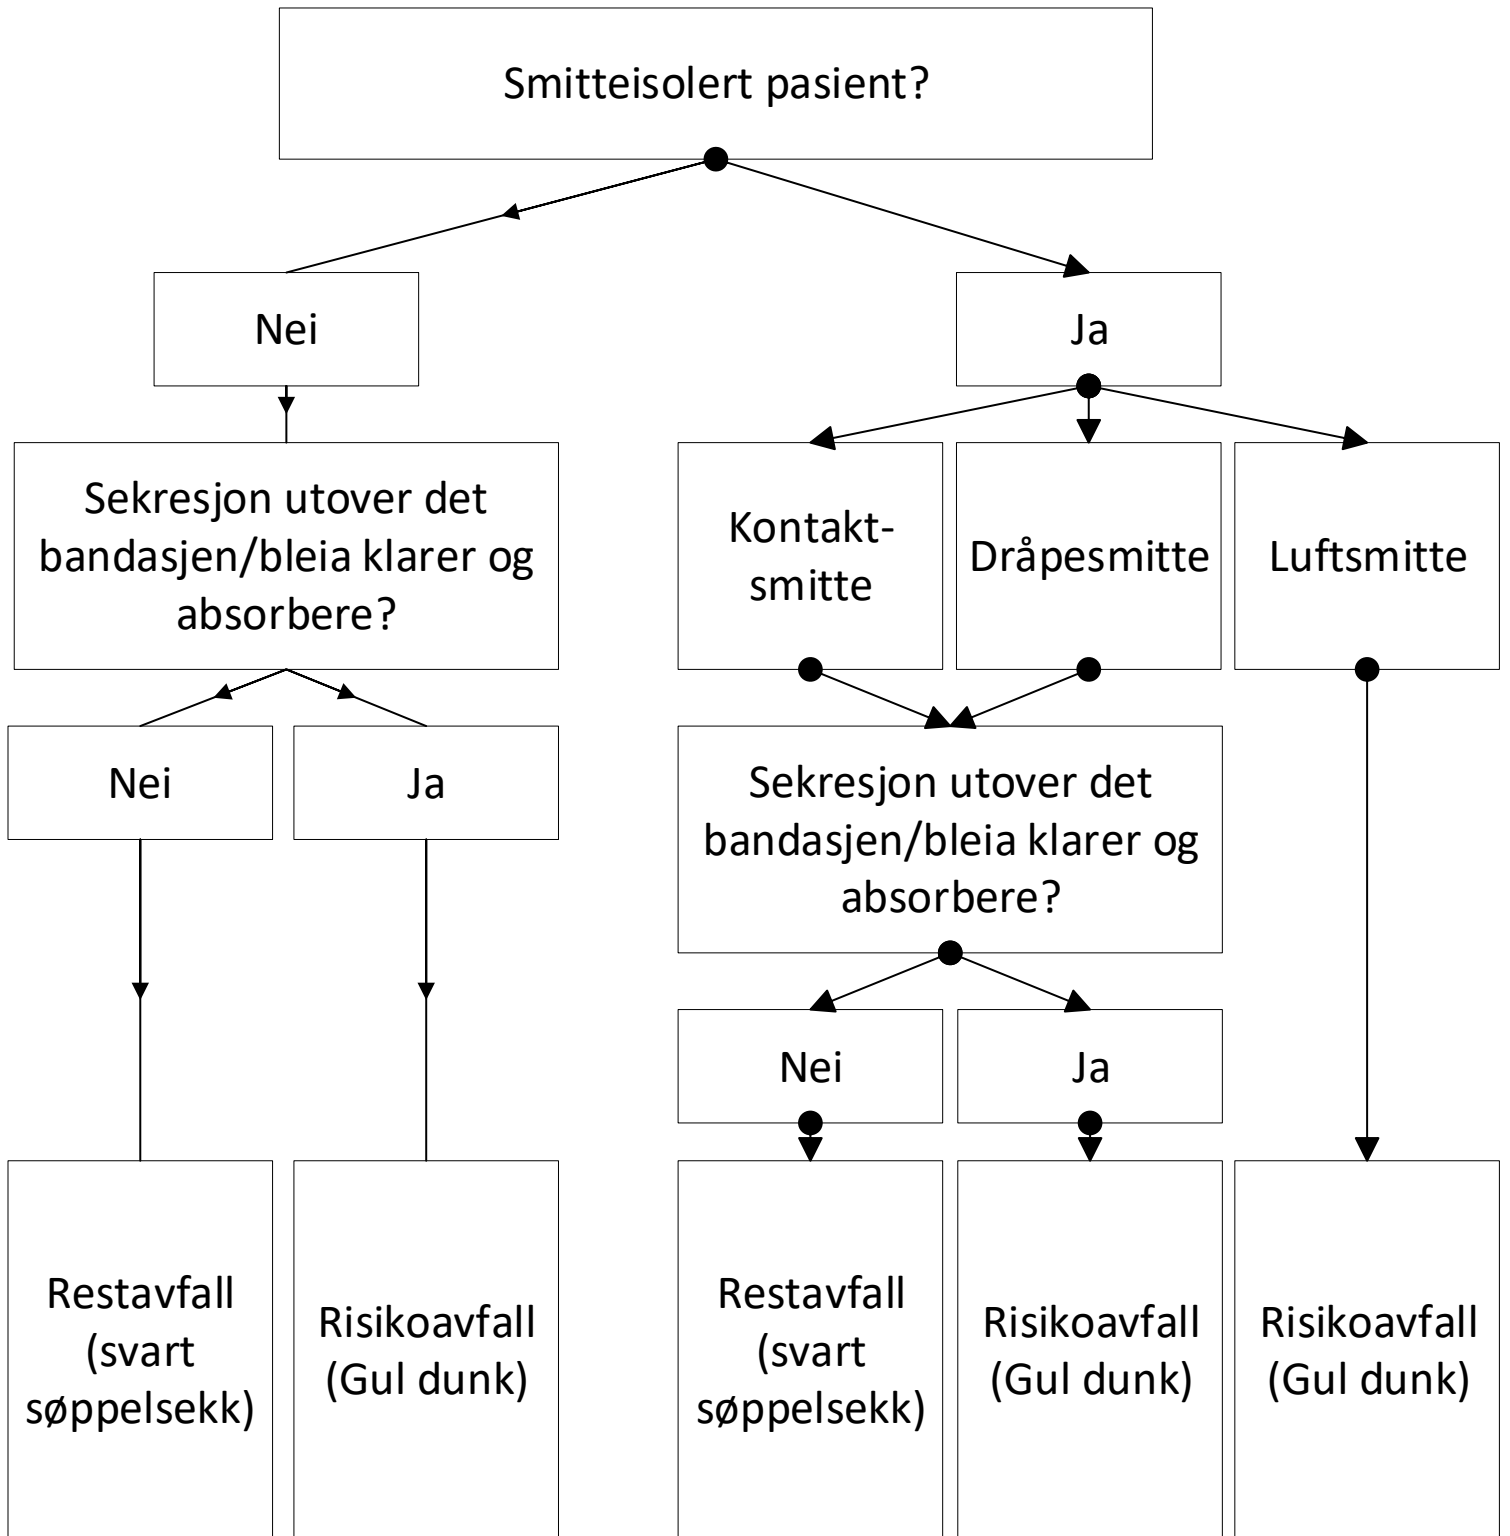 Smitteisolert pasient?
Nei
Ja
Sekresjon utover det
bandasjen/bleia klarer og
absorbere?
Kontakt-
smitte
Dråpesmitte
Luftsmitte
Nei
Ja
Sekresjon utover det
bandasjen/bleia klarer og
absorbere?
Nei
Ja
Restavfall
(svart
søppelsekk)
Risikoavfall
(Gul dunk)
Restavfall
(svart
søppelsekk)
Risikoavfall
(Gul dunk)
Risikoavfall
(Gul dunk)